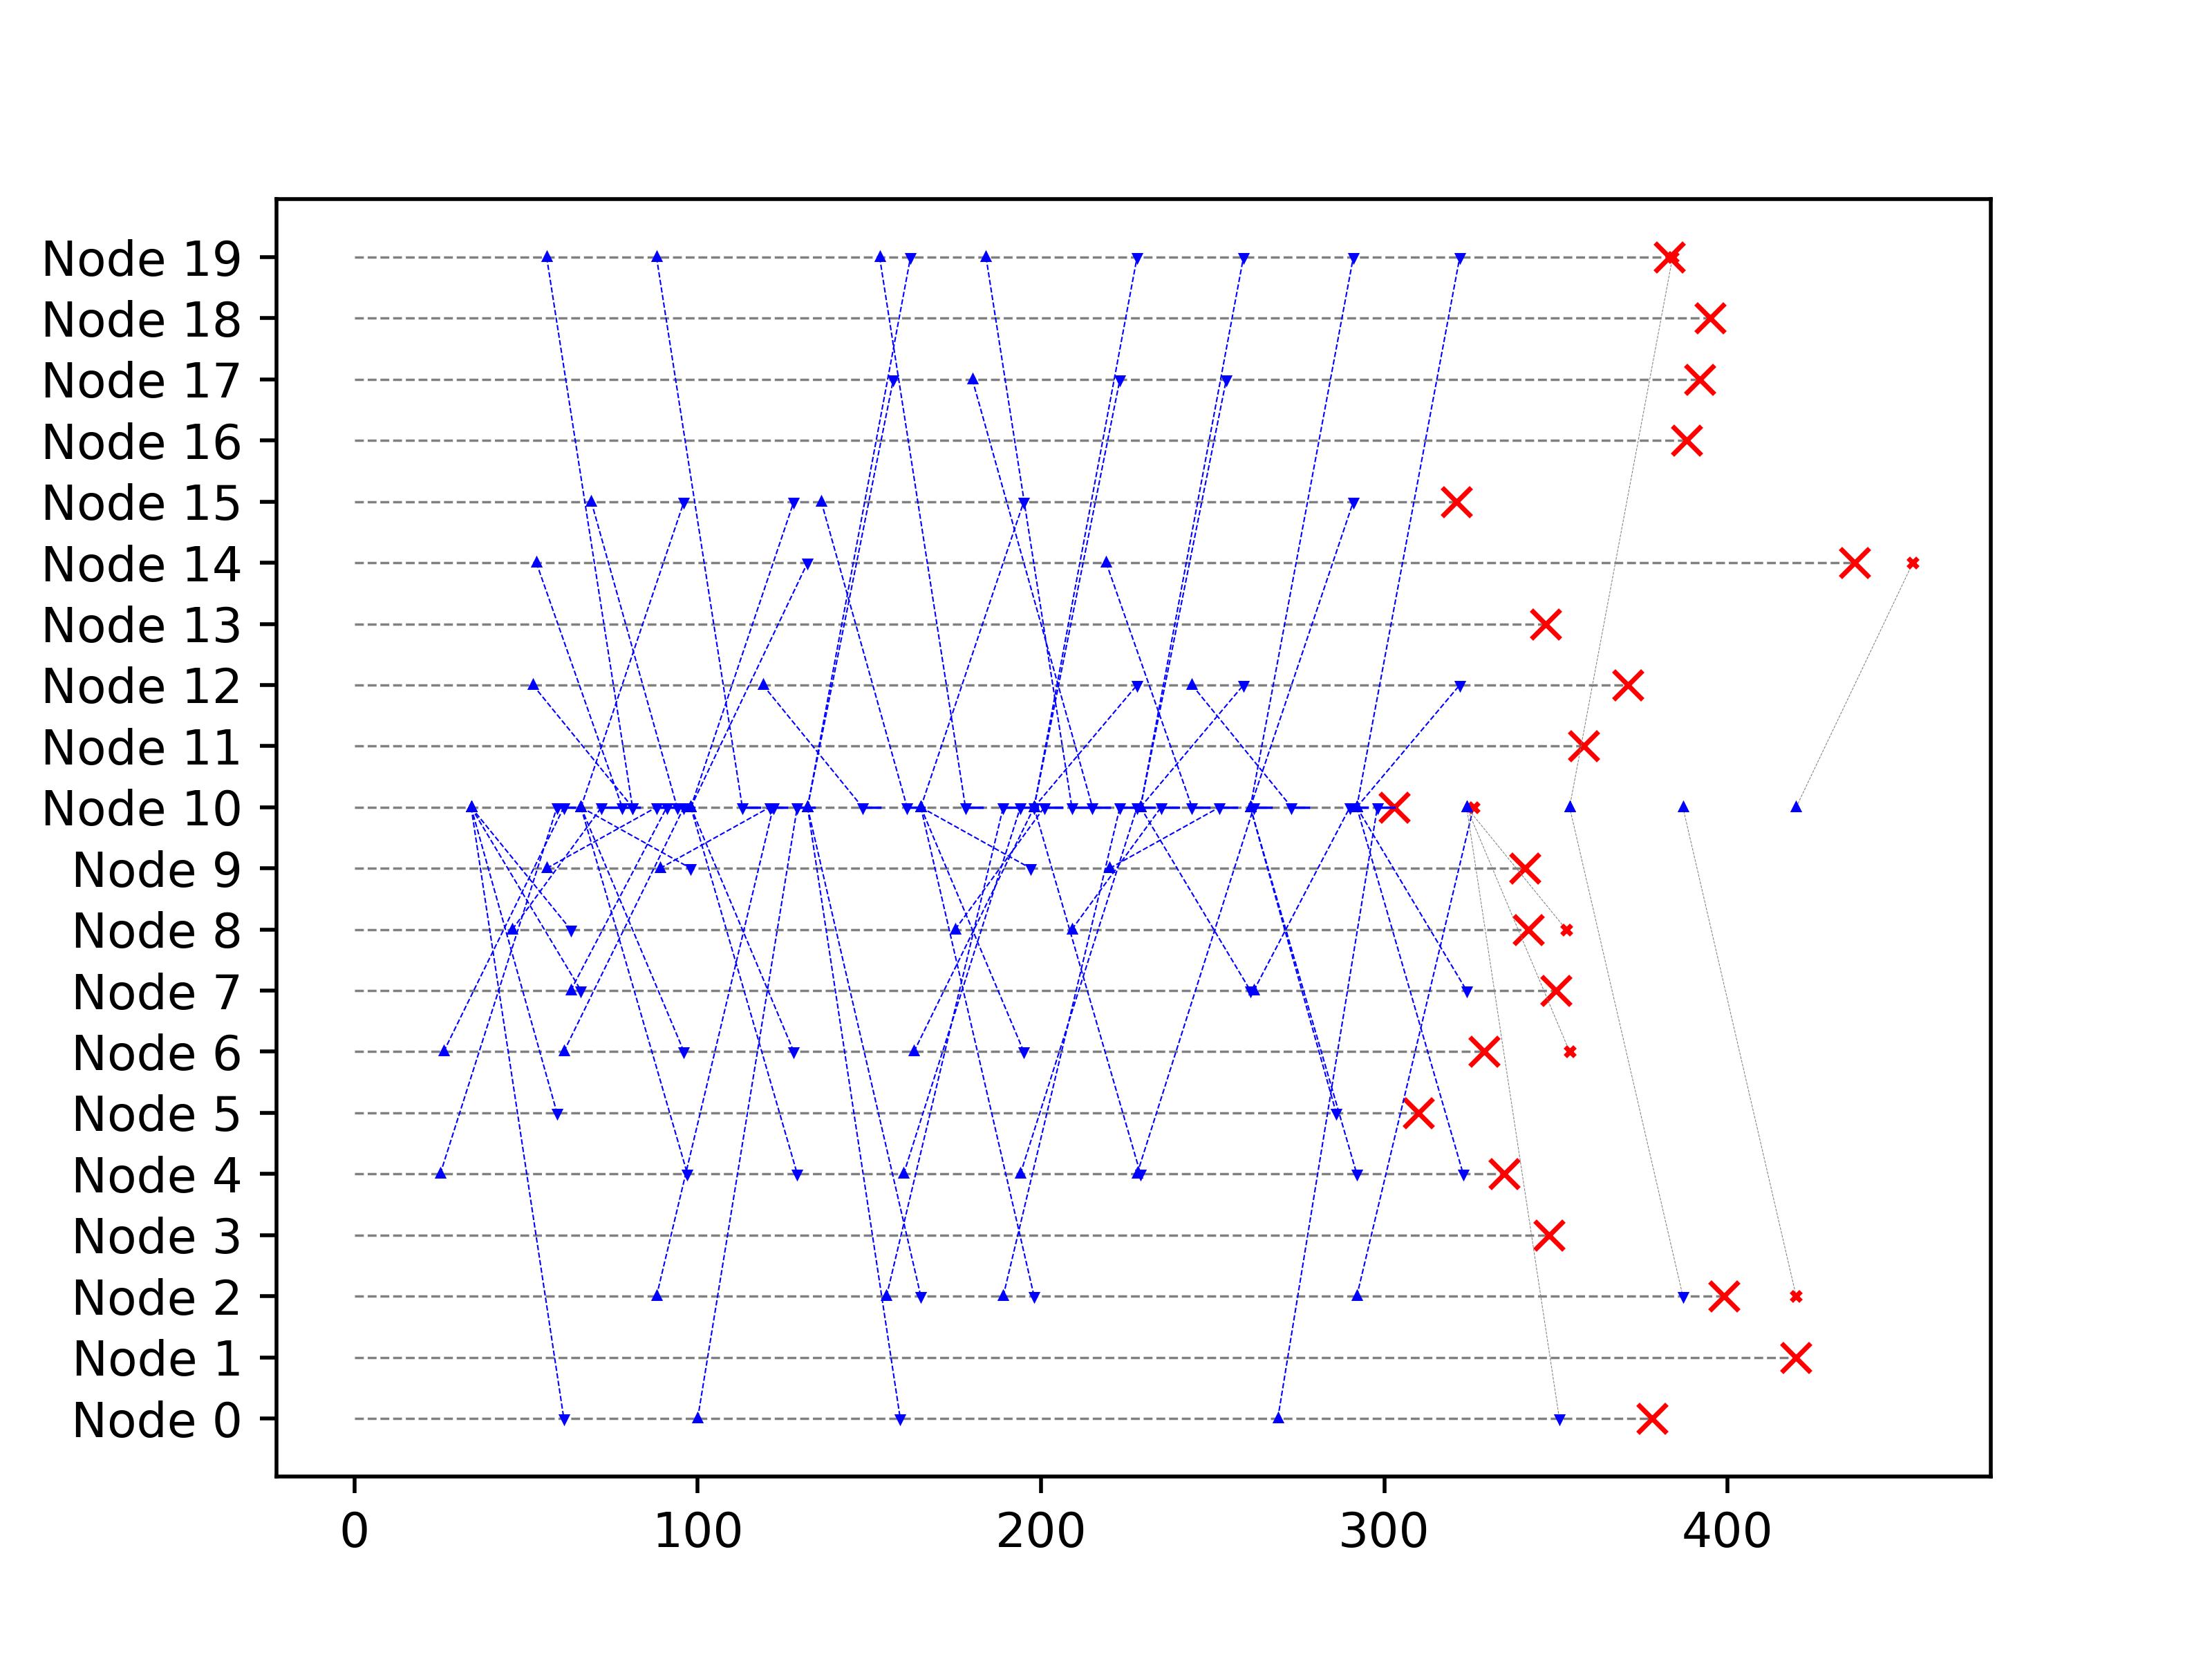 Node 19
Node 18
Node 17
Node 16
Node 15
Node 14
Node 13
Node 12
Node 11
Node 10
Node 9
Node 8
Node 7
Node 6
Node 5
Node 4
Node 3
Node 2
Node 1
Node 0
0 100 200 300 400